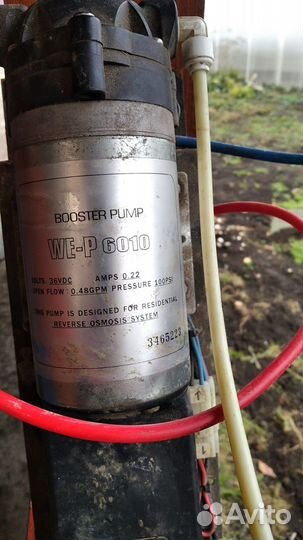 BOOSTER PUMP
WE-P 6010
VOLTS: 36VDC AMPS 0.22
OPEN FLOW: 0.48GPM PRESSURE 100PSI
THIS PUMP IS DESIGNED FOR RESIDENTIAL
REVERSE OSMOSIS SYSTEM
3465223
Avito